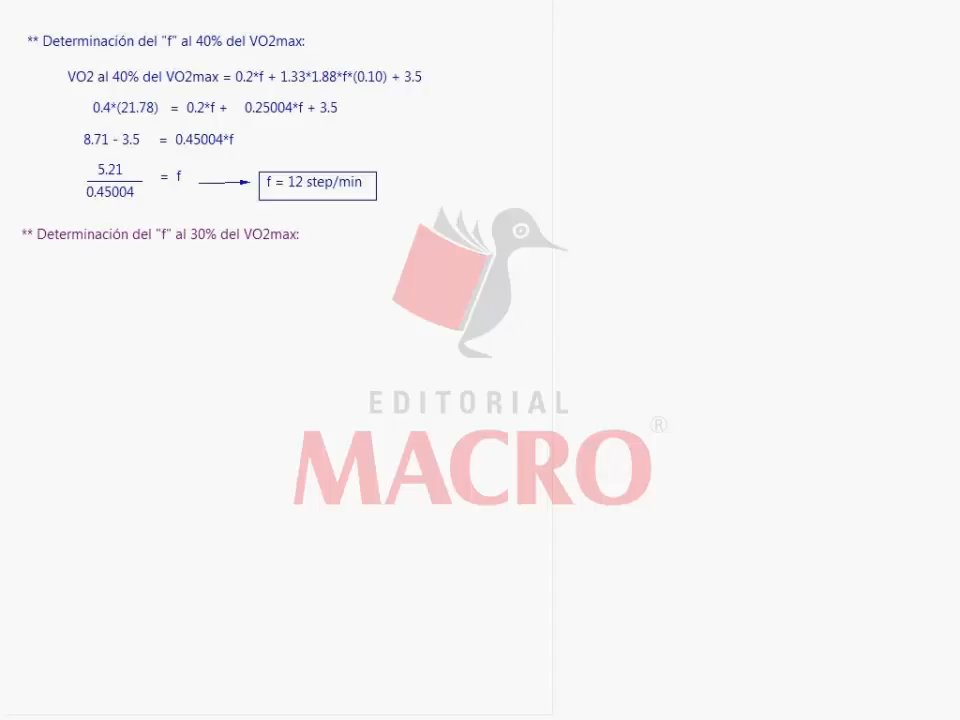 ** Determinación del "f" al 40% del VO2max:
VO2 al 40% del VO2max = 0.2*f + 1.33*1.88*f*(0.10) + 3.5
0.4*(21.78) = 0.2*f + 0.25004*f + 3.5
8.71 - 3.5 = 0.45004*f
5.21
0.45004
= f
f = 12 step/min
** Determinación del "f" al 30% del VO2max:
EDITORIAL
MACRO®